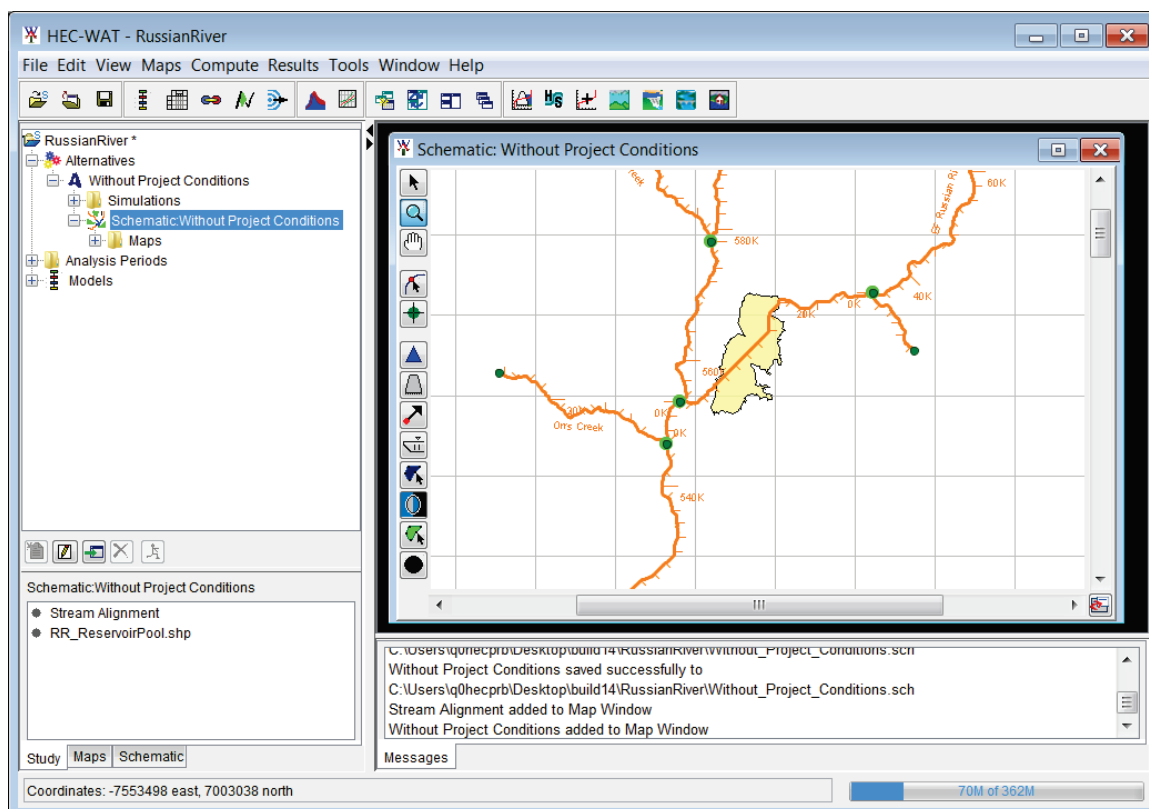 HEC-WAT - RussianRiver
File Edit View Maps Compute Results Tools Window Help
RussianRiver *
Alternatives
Without Project Conditions
Simulations
Schematic:Without Project Conditions
Maps
Analysis Periods
Models
Schematic:Without Project Conditions
Stream Alignment
RR_ReservoirPool.shp
Study Maps Schematic
Schematic: Without Project Conditions
60K
580K
40K
0K
20K
560K
0K
20K
Orrs Creek
0K
540K
C:\Users\q0hecprb\Desktop\build14\RussianRiver\Without_Project_Conditions.sch
Without Project Conditions saved successfully to
C:\Users\q0hecprb\Desktop\build14\RussianRiver\Without_Project_Conditions.sch
Stream Alignment added to Map Window
Without Project Conditions added to Map Window
Messages
Coordinates: -7553498 east, 7003038 north
70M of 362M